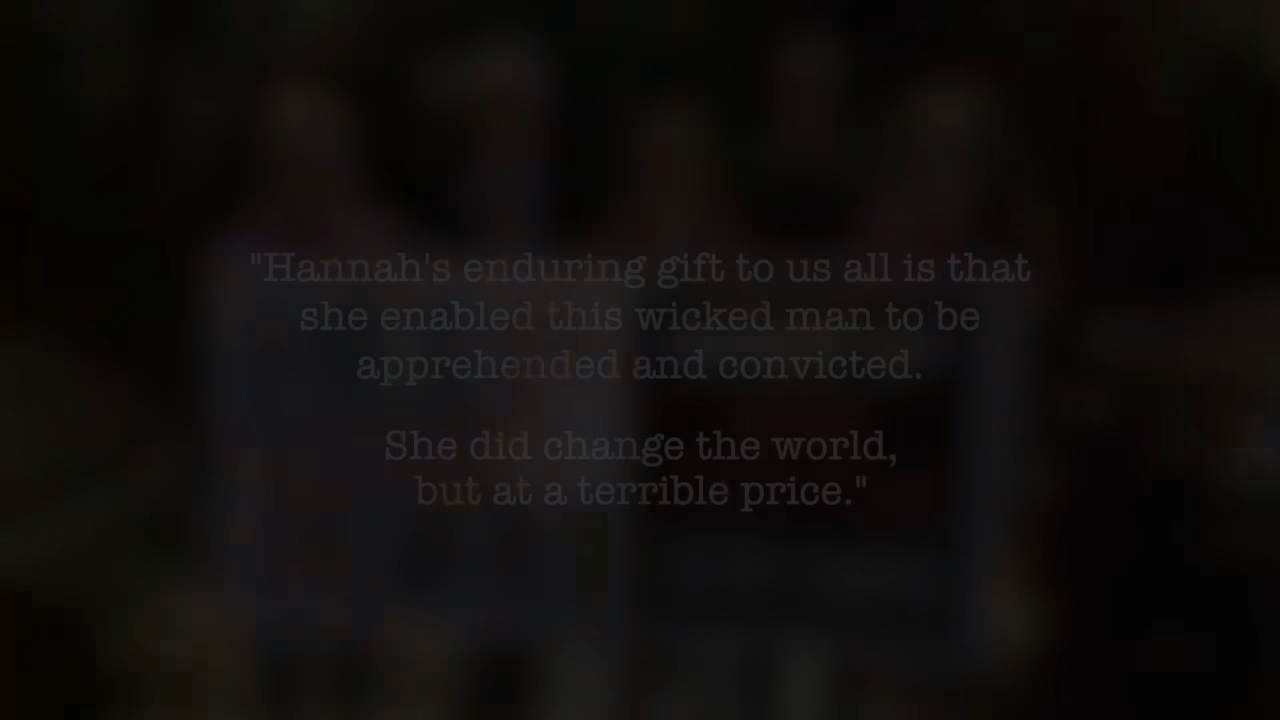 "Hannah's enduring gift to us all is that
she enabled this wicked man to be
apprehended and convicted.
She did change the world,
but at a terrible price."